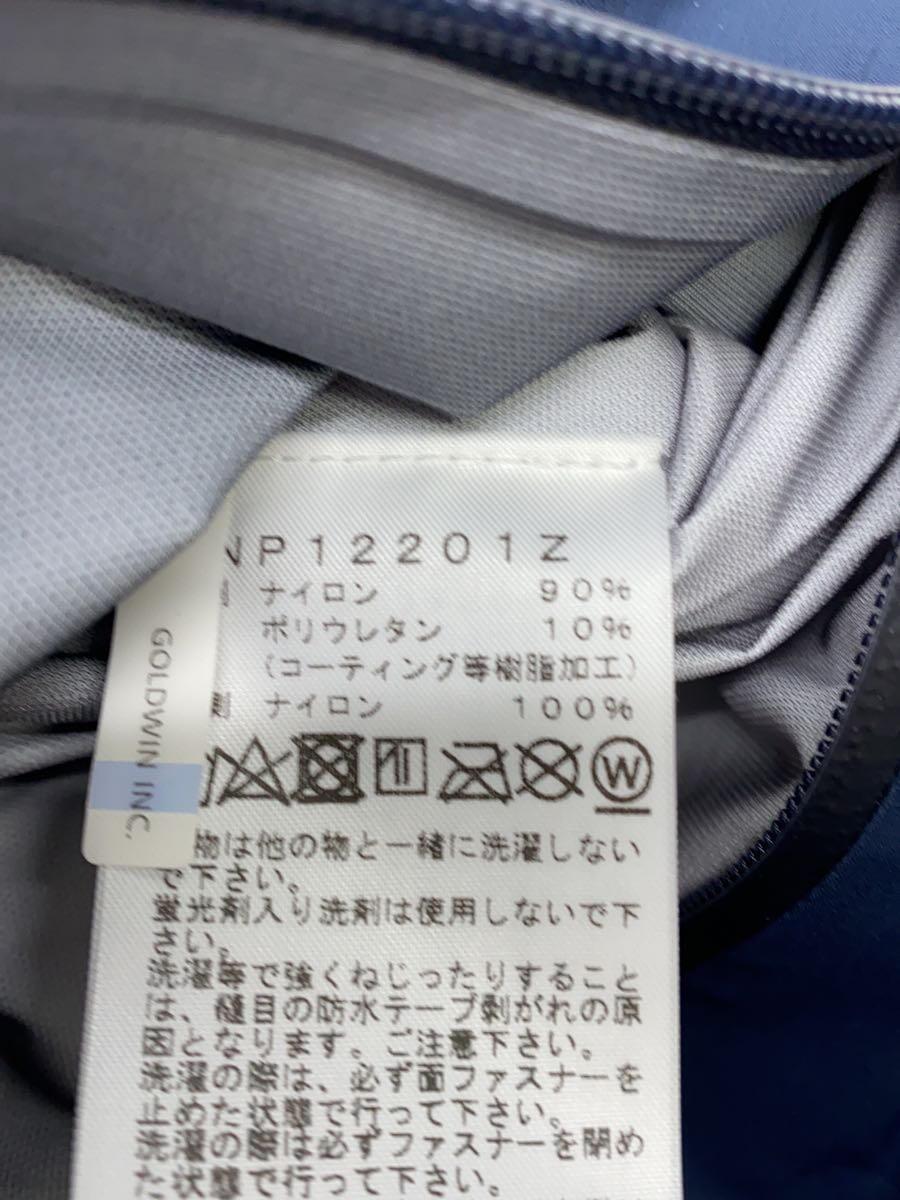 NP12201Z
ナイロン 90%
ポリウレタン 10%
(コーティング等樹脂加工)
ナイロン 100%
W
GOLDWIN INC.
物は他の物と一緒に洗濯しない
で下さい。
蛍光剤入り洗剤は使用しないで下
さい。
洗濯等で強くねじったりすること
は、縫目の防水テープ剥がれの原
因となります。ご注意下さい。
洗濯の際は、必ず面ファスナーを
止めた状態で行って下さい。
洗濯の際は必ずファスナーを閉め
た状態で行って下さい。